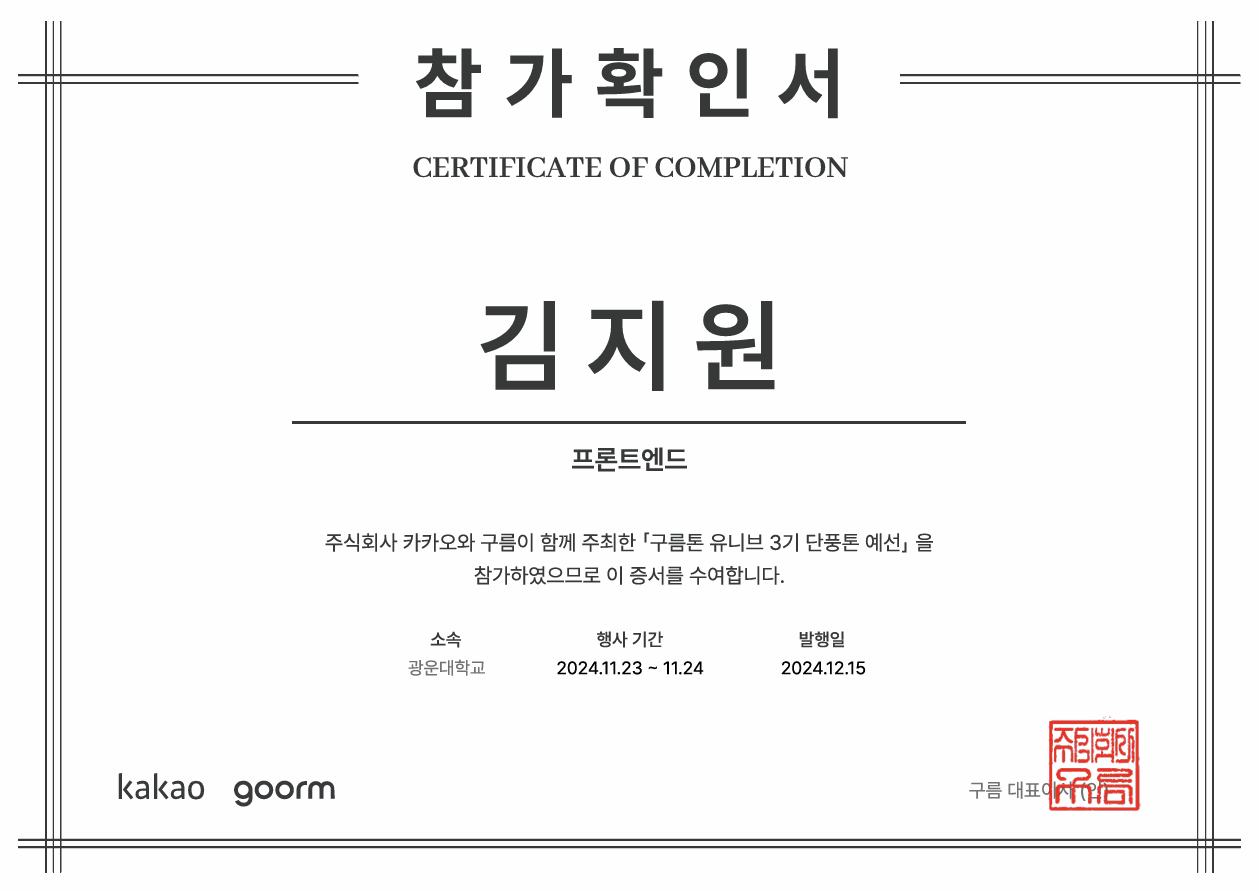 참가확인서
CERTIFICATE OF COMPLETION
김지원
프론트엔드
주식회사 카카오와 구름이 함께 주최한 「구름톤 유니브 3기 단풍톤 예선」 을
참가하였으므로 이 증서를 수여합니다.
소속 행사 기간 발행일
광운대학교 2024.11.23 ~ 11.24 2024.12.15
kakao goorm
구름 대표이사 (인)